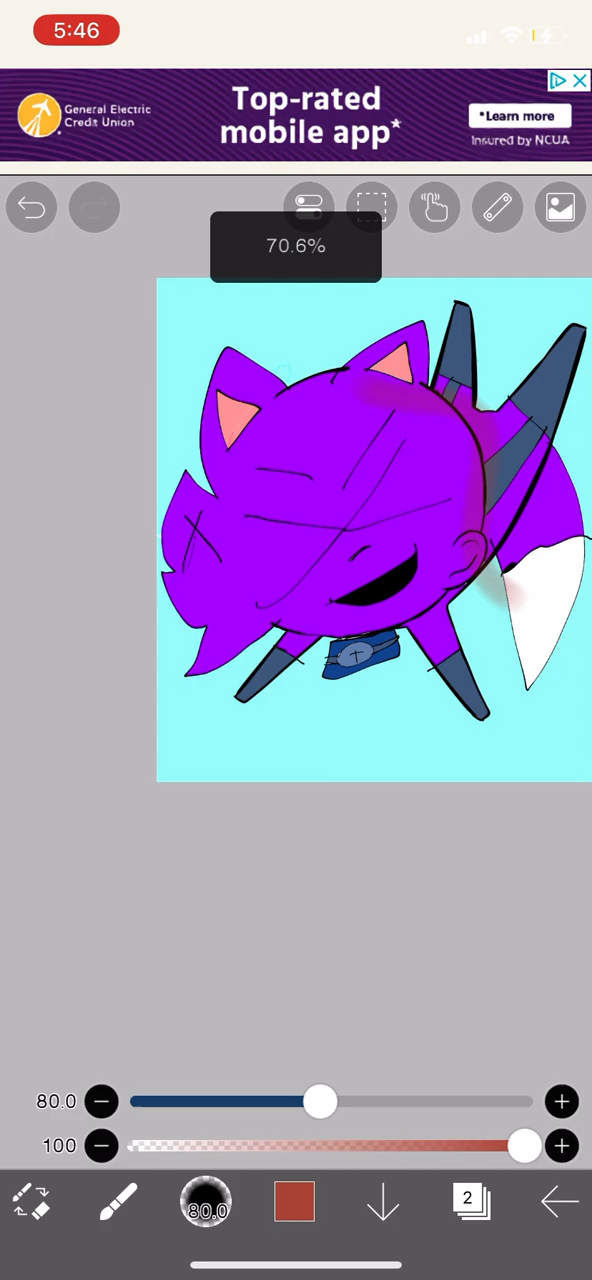 5:46
General Electric
Credit Union
Top-rated
mobile app*
*Learn more
Insured by NCUA
70.6%
80.0
100
80.0
2